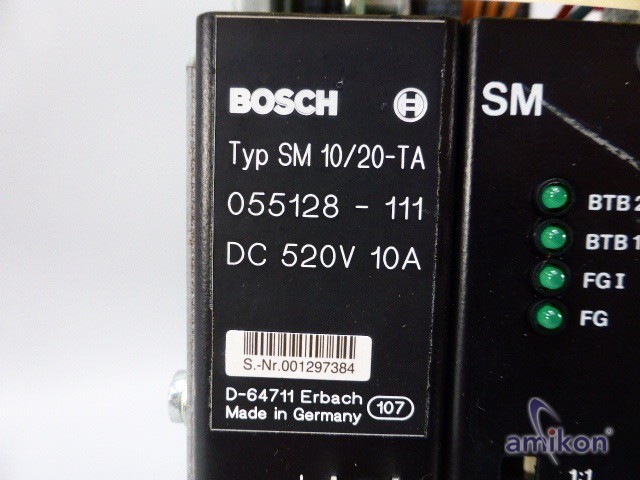 BOSCH
Typ SM 10/20-TA
055128 - 111
DC 520V 10A
S.-Nr.001297384
D-64711 Erbach
Made in Germany
107
SM
BTB 2
BTB 1
FG I
FG
amikon